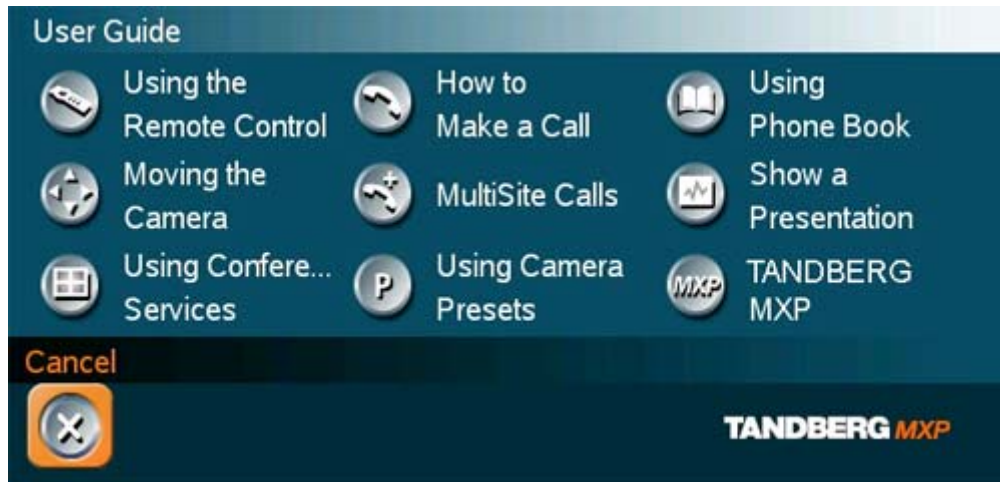 User Guide
Using the
Remote Control
How to
Make a Call
Using
Phone Book
Moving the
Camera
MultiSite Calls
Show a
Presentation
Using Confere...
Services
P
Using Camera
Presets
MXP
TANDBERG
MXP
Cancel
TANDBERG MXP